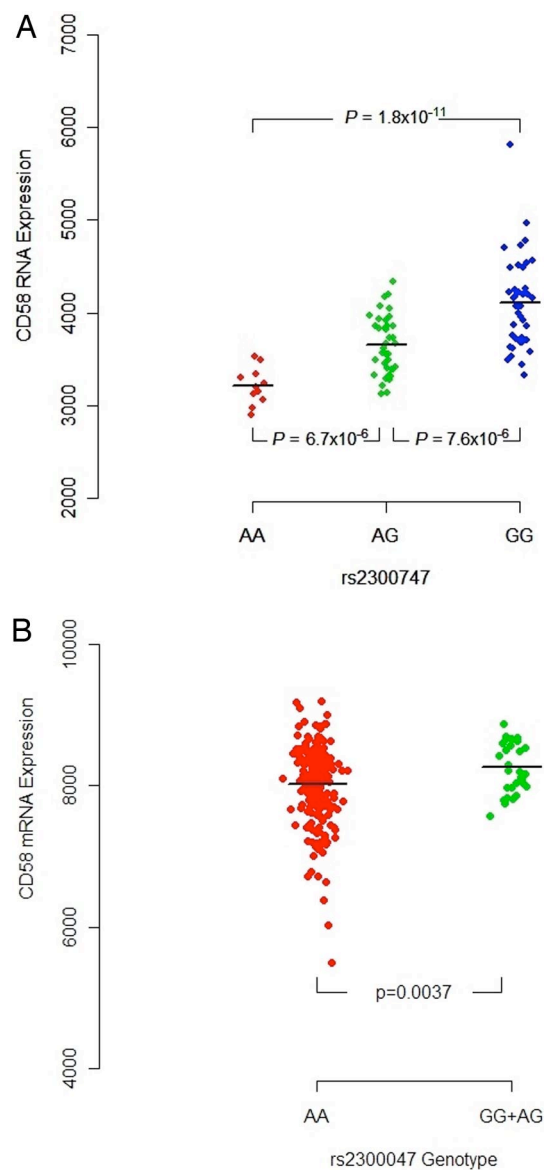 A
7000
6000
5000
4000
3000
2000
CD58 RNA Expression
P = 1.8x10⁻¹¹
P = 6.7x10⁻⁶
P = 7.6x10⁻⁶
AA AG GG
rs2300747
B
10000
8000
6000
4000
CD58 mRNA Expression
p=0.0037
AA GG+AG
rs2300047 Genotype